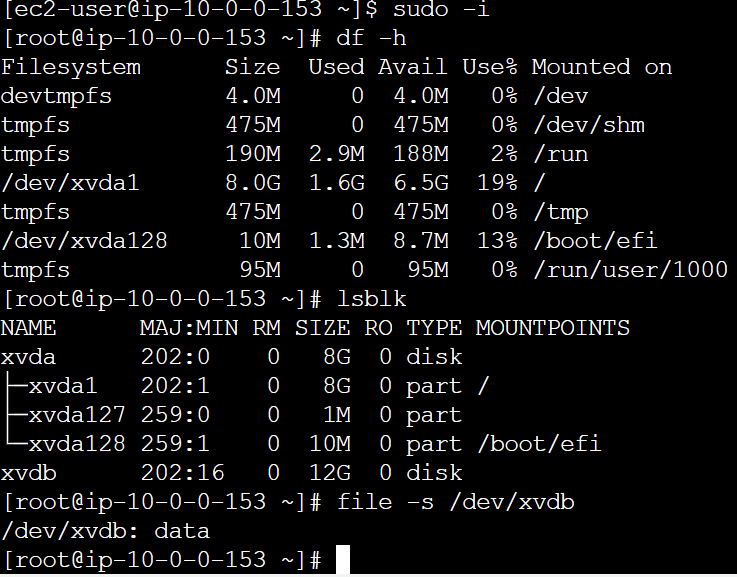 [ec2-user@ip-10-0-0-153 ~]$ sudo -i
[root@ip-10-0-0-153 ~]# df -h
Filesystem      Size  Used Avail Use% Mounted on
devtmpfs        4.0M     0  4.0M   0% /dev
tmpfs           475M     0  475M   0% /dev/shm
tmpfs           190M  2.9M  188M   2% /run
/dev/xvda1      8.0G  1.6G  6.5G  19% /
tmpfs           475M     0  475M   0% /tmp
/dev/xvda128     10M  1.3M  8.7M  13% /boot/efi
tmpfs            95M     0   95M   0% /run/user/1000
[root@ip-10-0-0-153 ~]# lsblk
NAME      MAJ:MIN RM SIZE RO TYPE MOUNTPOINTS
xvda      202:0    0   8G  0 disk
├─xvda1   202:1    0   8G  0 part /
├─xvda127 259:0    0   1M  0 part
└─xvda128 259:1    0  10M  0 part /boot/efi
xvdb      202:16   0  12G  0 disk
[root@ip-10-0-0-153 ~]# file -s /dev/xvdb
/dev/xvdb: data
[root@ip-10-0-0-153 ~]#